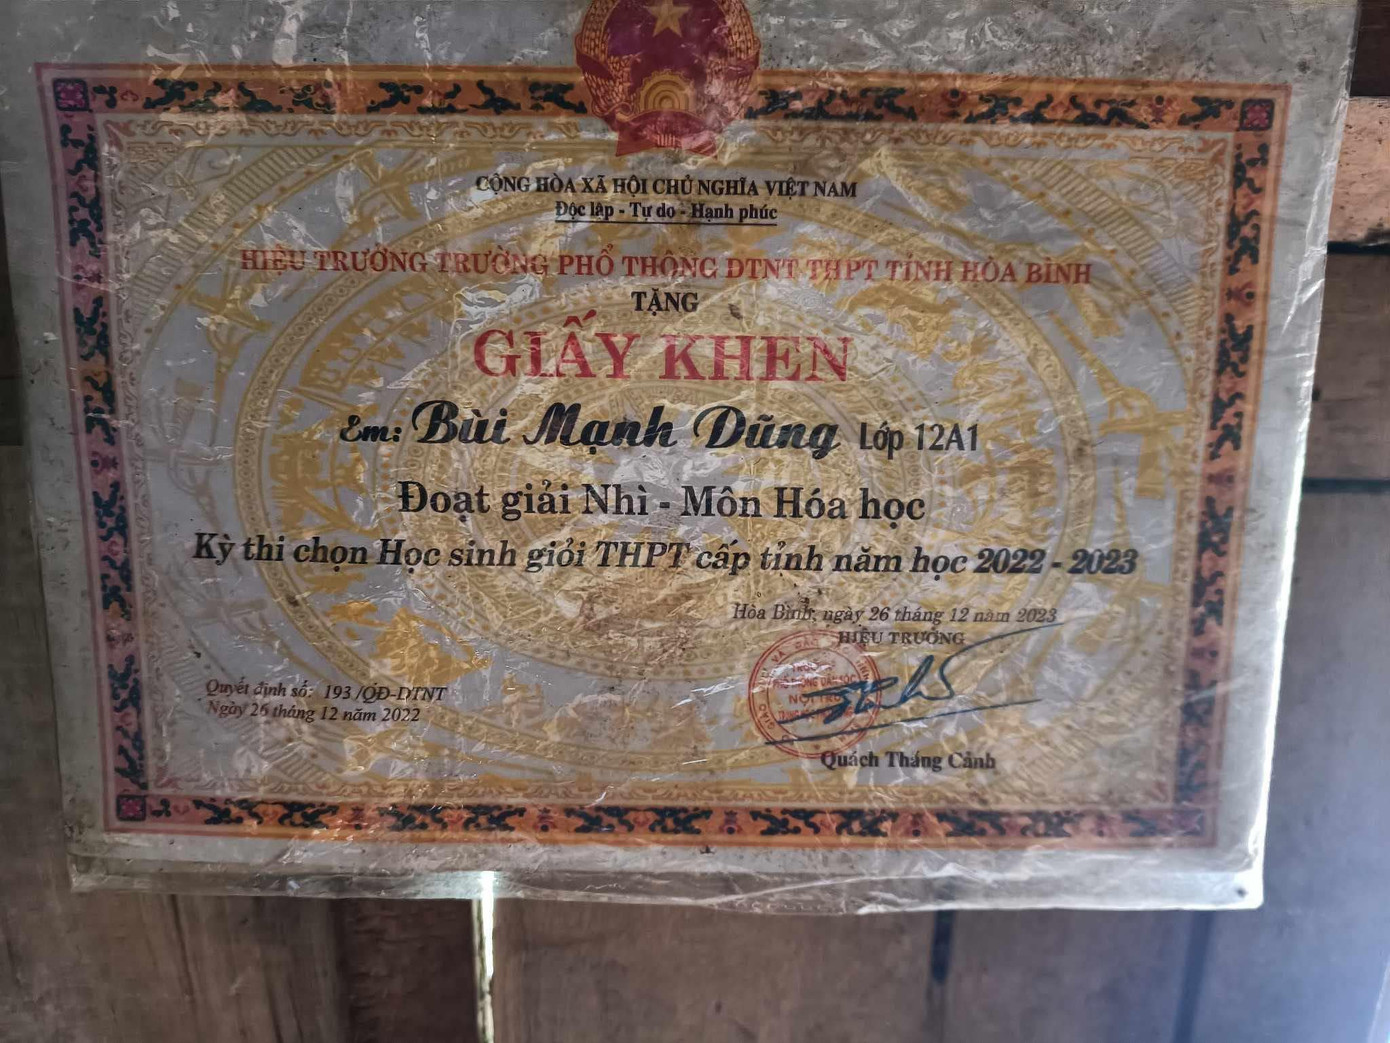 CỘNG HÒA XÃ HỘI CHỦ NGHĨA VIỆT NAM
Độc lập - Tự do - Hạnh phúc
HIỆU TRƯỞNG TRƯỜNG PHỔ THÔNG DTNT THPT TỈNH HÒA BÌNH
TẶNG
GIẤY KHEN
Em: Bùi Mạnh Dũng Lớp 12A1
Đoạt giải Nhì - Môn Hóa học
Kỳ thi chọn Học sinh giỏi THPT cấp tỉnh năm học 2022 - 2023
Hòa Bình, ngày 26 tháng 12 năm 2023
HIỆU TRƯỞNG
NỘI TRÚ
Quyết định số: 193 /QĐ-DTNT
Ngày 26 tháng 12 năm 2022
Quách Thắng Cảnh